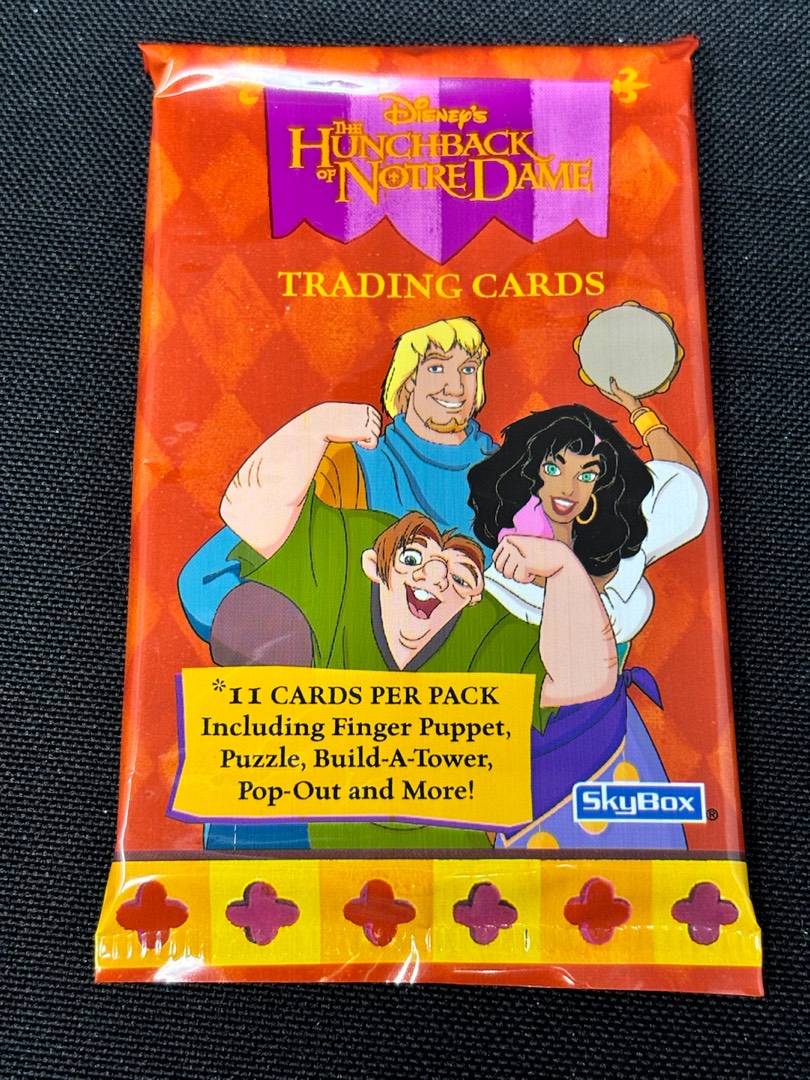 Disney's
THE
HUNCHBACK
OF NOTRE DAME
TRADING CARDS
*11 CARDS PER PACK
Including Finger Puppet,
Puzzle, Build-A-Tower,
Pop-Out and More!
SkyBox®